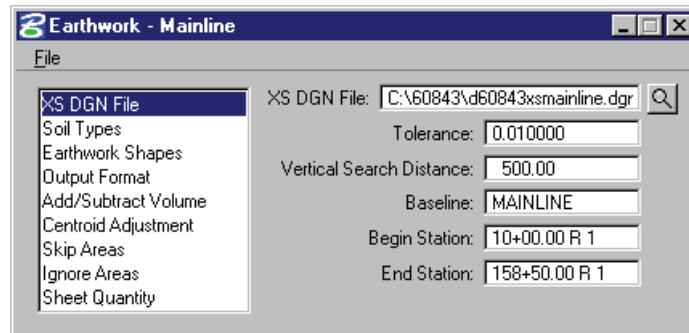 Earthwork - Mainline
File
XS DGN File
Soil Types
Earthwork Shapes
Output Format
Add/Subtract Volume
Centroid Adjustment
Skip Areas
Ignore Areas
Sheet Quantity
XS DGN File: C:\60843\d60843xsmainline.dgr
Tolerance: 0.010000
Vertical Search Distance: 500.00
Baseline: MAINLINE
Begin Station: 10+00.00 R 1
End Station: 158+50.00 R 1